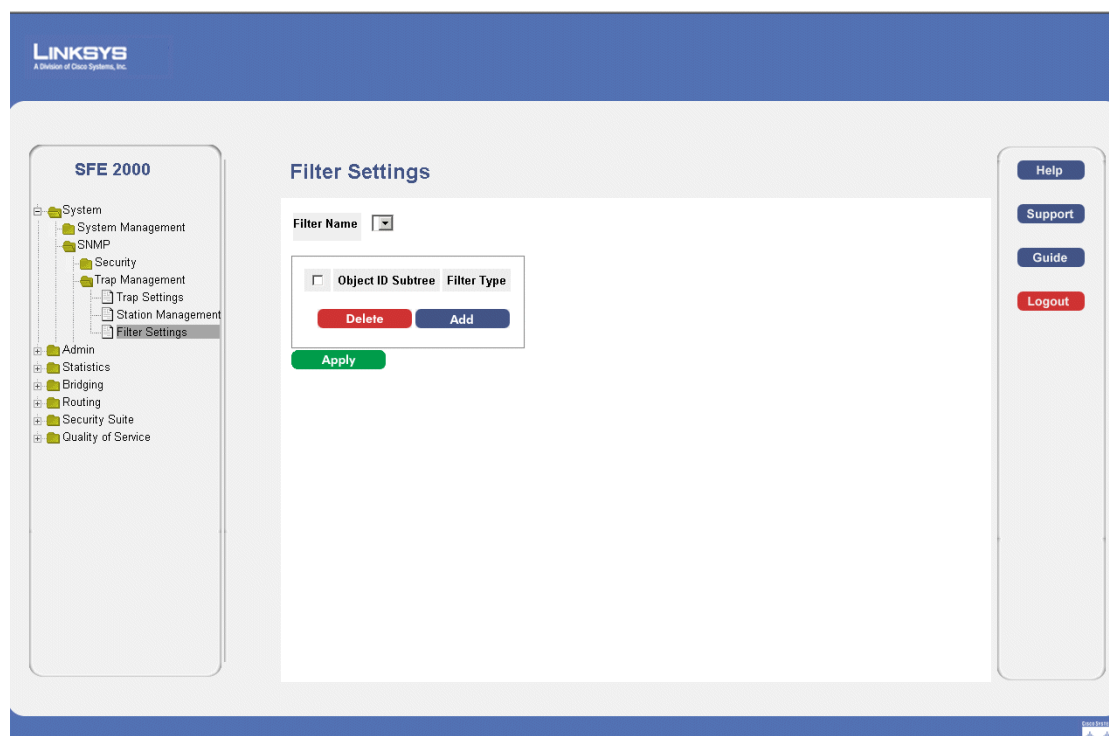 LINKSYS
A Division of Cisco Systems, Inc.
SFE 2000
System
System Management
SNMP
Security
Trap Management
Trap Settings
Station Management
Filter Settings
Admin
Statistics
Bridging
Routing
Security Suite
Quality of Service
Filter Settings
Filter Name
Object ID Subtree Filter Type
Delete Add
Apply
Help
Support
Guide
Logout